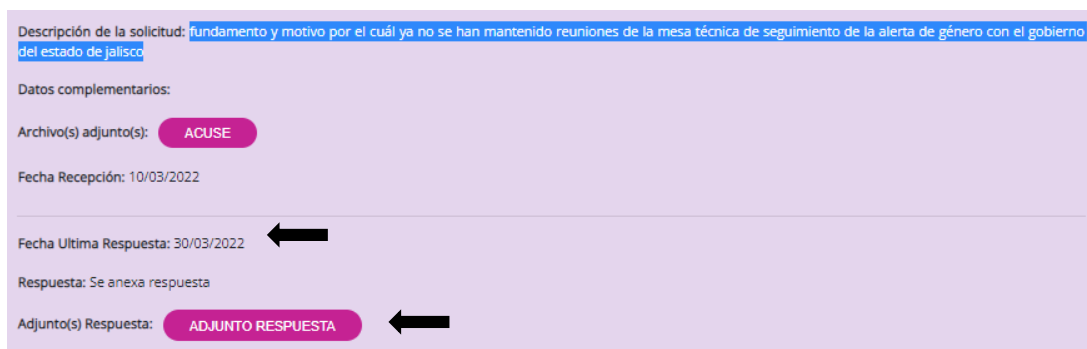 Descripción de la solicitud: fundamento y motivo por el cuál ya no se han mantenido reuniones de la mesa técnica de seguimiento de la alerta de género con el gobierno
del estado de jalisco
Datos complementarios:
Archivo(s) adjunto(s): ACUSE
Fecha Recepción: 10/03/2022
Fecha Ultima Respuesta: 30/03/2022
Respuesta: Se anexa respuesta
Adjunto(s) Respuesta: ADJUNTO RESPUESTA